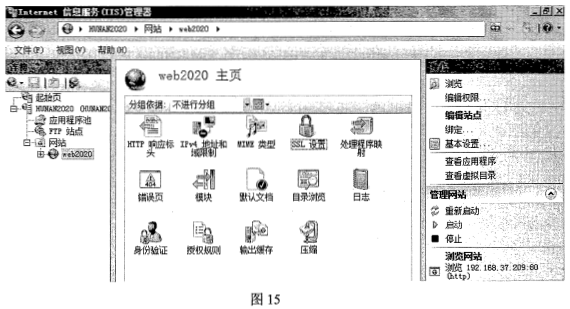 Internet 信息服务(IIS)管理器
HUNAN2020 ▸ 网站 ▸ web2020 ▸
文件(F) 视图(V) 帮助(H)
连接
起始页
HUNAN2020 (HUNAN2020
应用程序池
FTP 站点
网站
web2020
web2020 主页
分组依据: 不进行分组
HTTP 响应标头
IPv4 地址和域限制
MIME 类型
SSL 设置
处理程序映射
错误页
模块
默认文档
目录浏览
日志
身份验证
授权规则
输出缓存
压缩
浏览
编辑权限...
编辑站点
绑定...
基本设置...
查看应用程序
查看虚拟目录
管理网站
重新启动
启动
停止
浏览网站
浏览 192.168.37.209:80
(http)
图 15